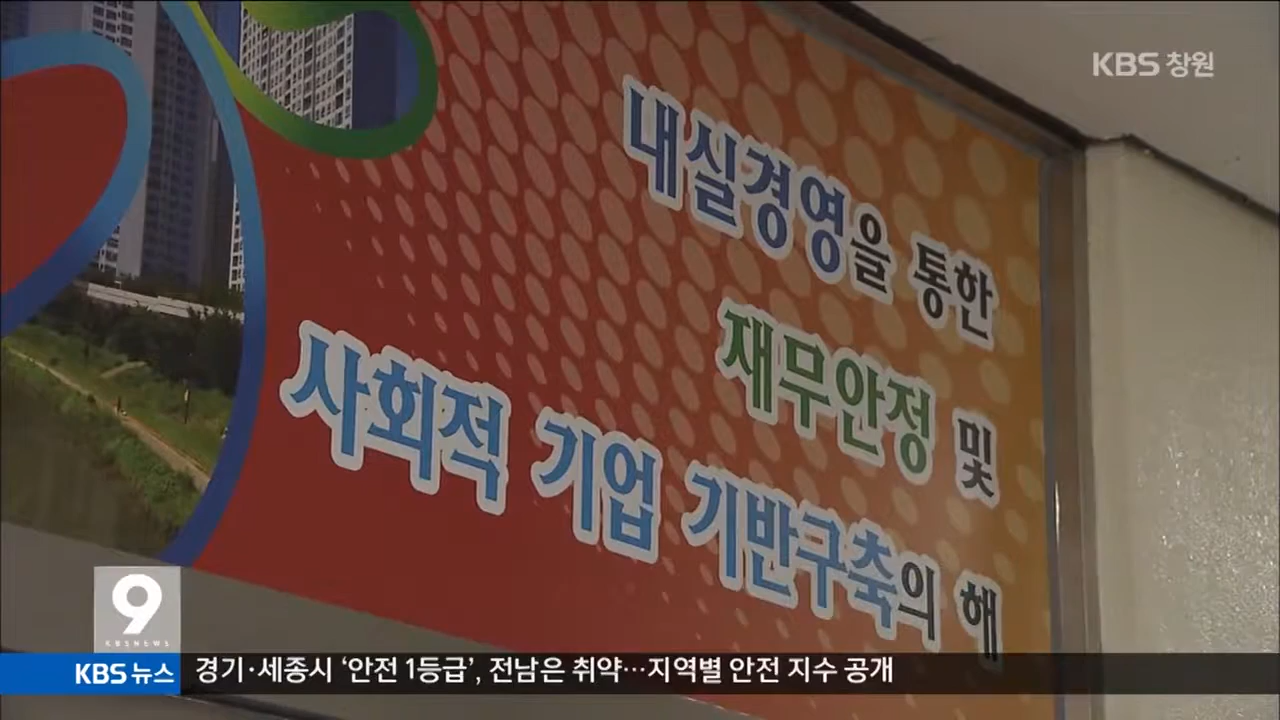 KBS 창원
내실경영을 통한
재무안정 및
사회적 기업 기반구축의 해
9
KBS NEWS
KBS 뉴스
경기·세종시 ‘안전 1등급’, 전남은 취약…지역별 안전 지수 공개